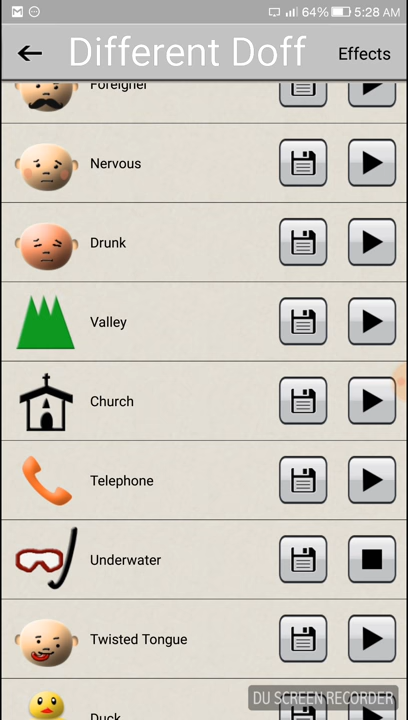 64% 5:28 AM
Different Doff
Effects
Foreigner
Nervous
Drunk
Valley
Church
Telephone
Underwater
Twisted Tongue
Duck
DU SCREEN RECORDER